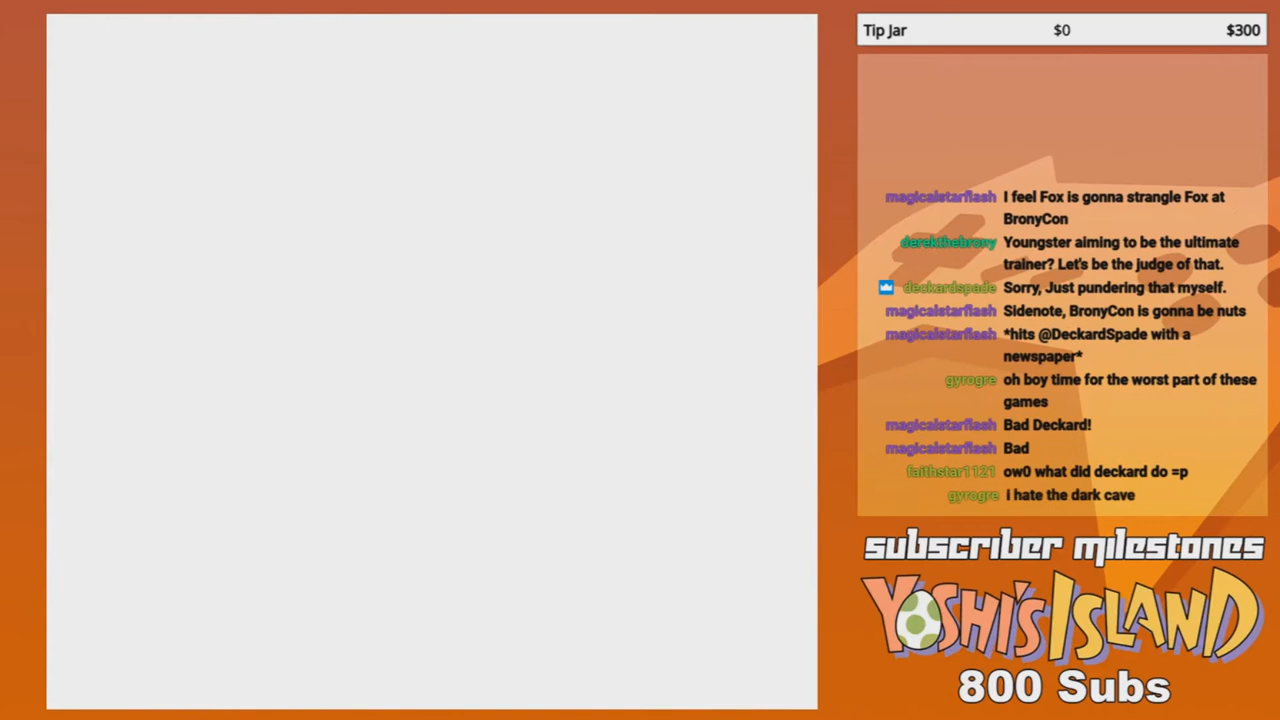 Tip Jar $0 $300
magicalstarflash I feel Fox is gonna strangle Fox at
BronyCon
derekthebrony Youngster aiming to be the ultimate
trainer? Let's be the judge of that.
deckardspade Sorry, Just pundering that myself.
magicalstarflash Sidenote, BronyCon is gonna be nuts
magicalstarflash *hits @DeckardSpade with a
newspaper*
gyrogre oh boy time for the worst part of these
games
magicalstarflash Bad Deckard!
magicalstarflash Bad
faithstar1121 ow0 what did deckard do =p
gyrogre i hate the dark cave
subscriber milestones
YOSHI'S ISLAND
800 Subs